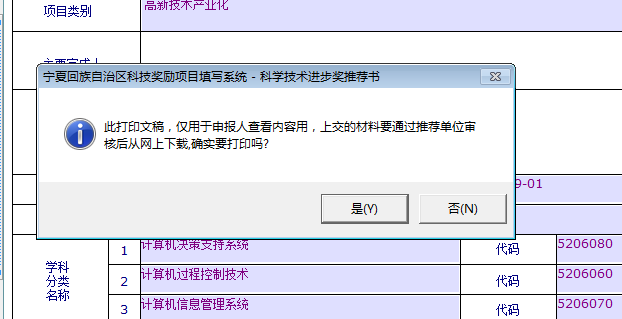 项目类别 高新技术产业化
宁夏回族自治区科技奖励项目填写系统 - 科学技术进步奖推荐书
此打印文稿，仅用于申报人查看内容用，上交的材料要通过推荐单位审
核后从网上下载,确实要打印吗?
9-01
是(Y) 否(N)
1 计算机决策支持系统 代码 5206080
学科
分类
名称
2 计算机过程控制技术 代码 5206060
3 计算机信息管理系统 代码 5206070